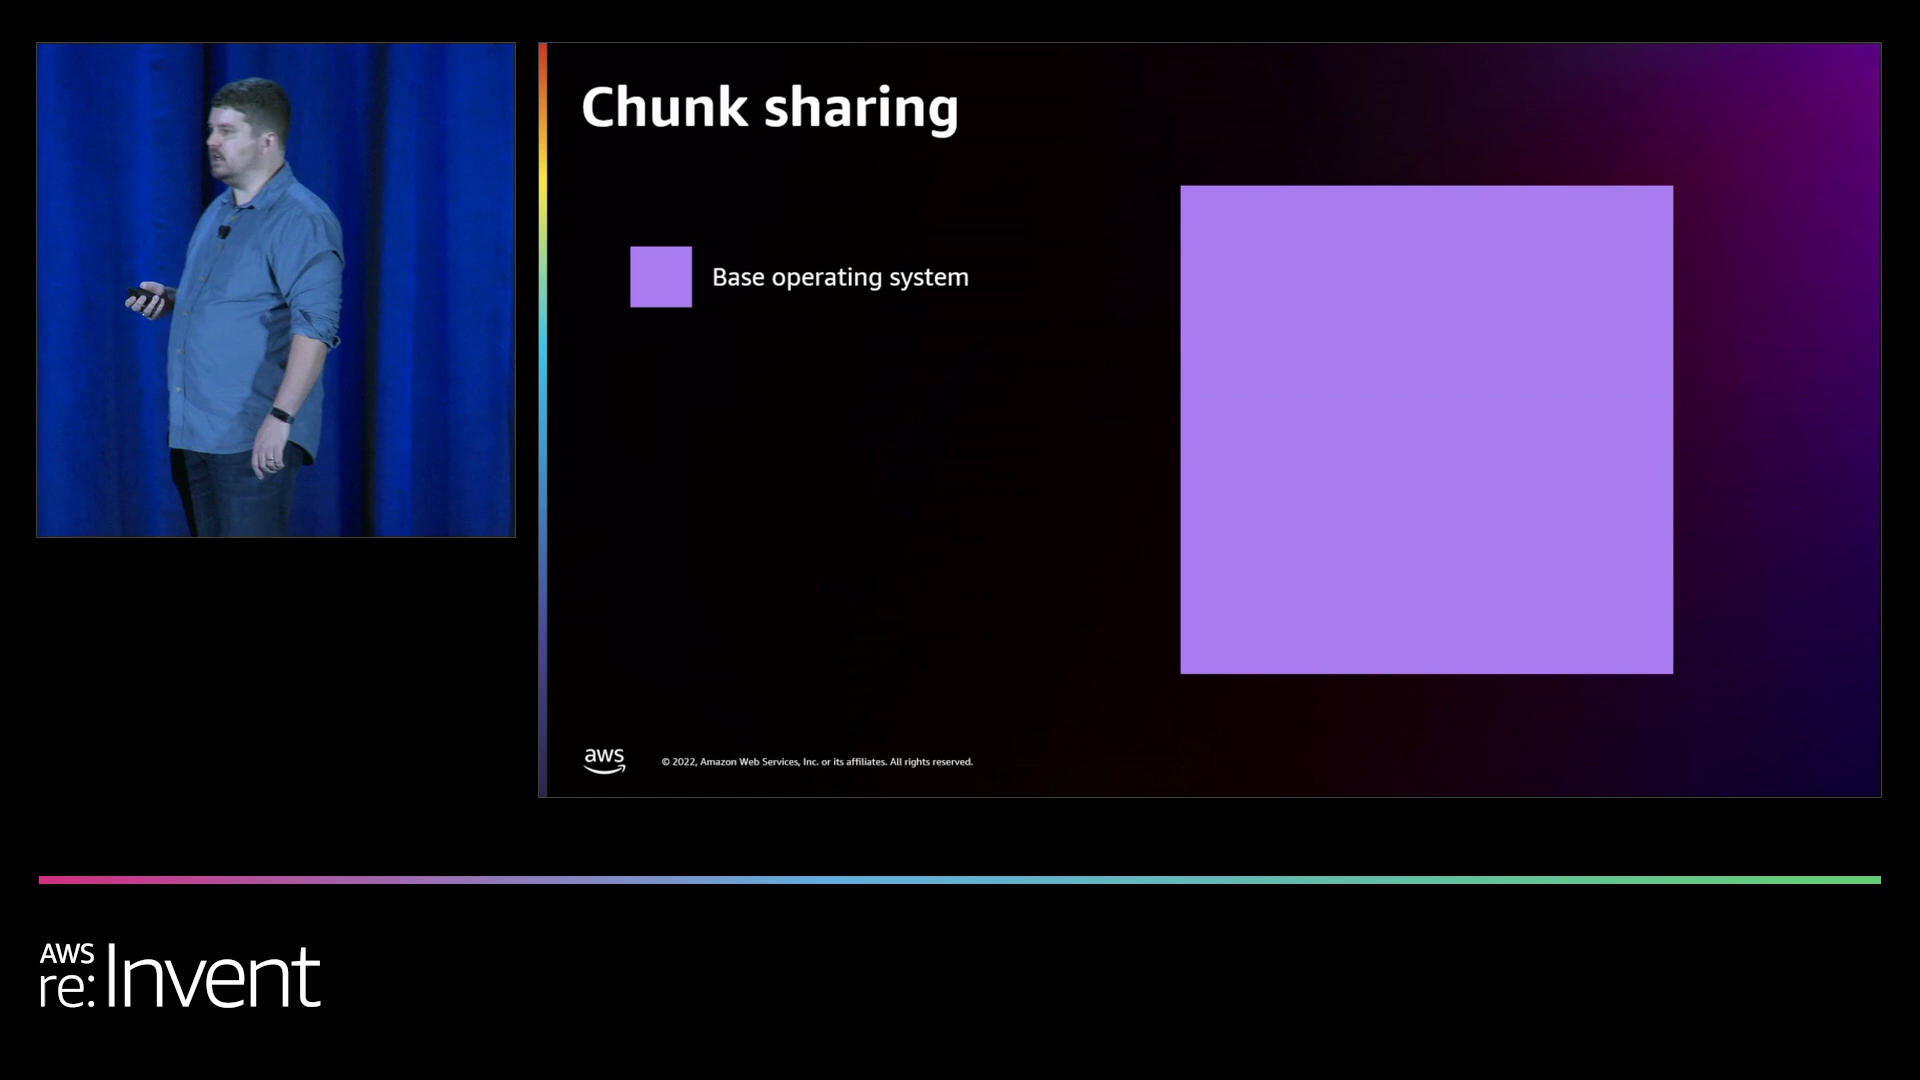 Chunk sharing
Base operating system
aws
© 2022, Amazon Web Services, Inc. or its affiliates. All rights reserved.
AWS
re:Invent